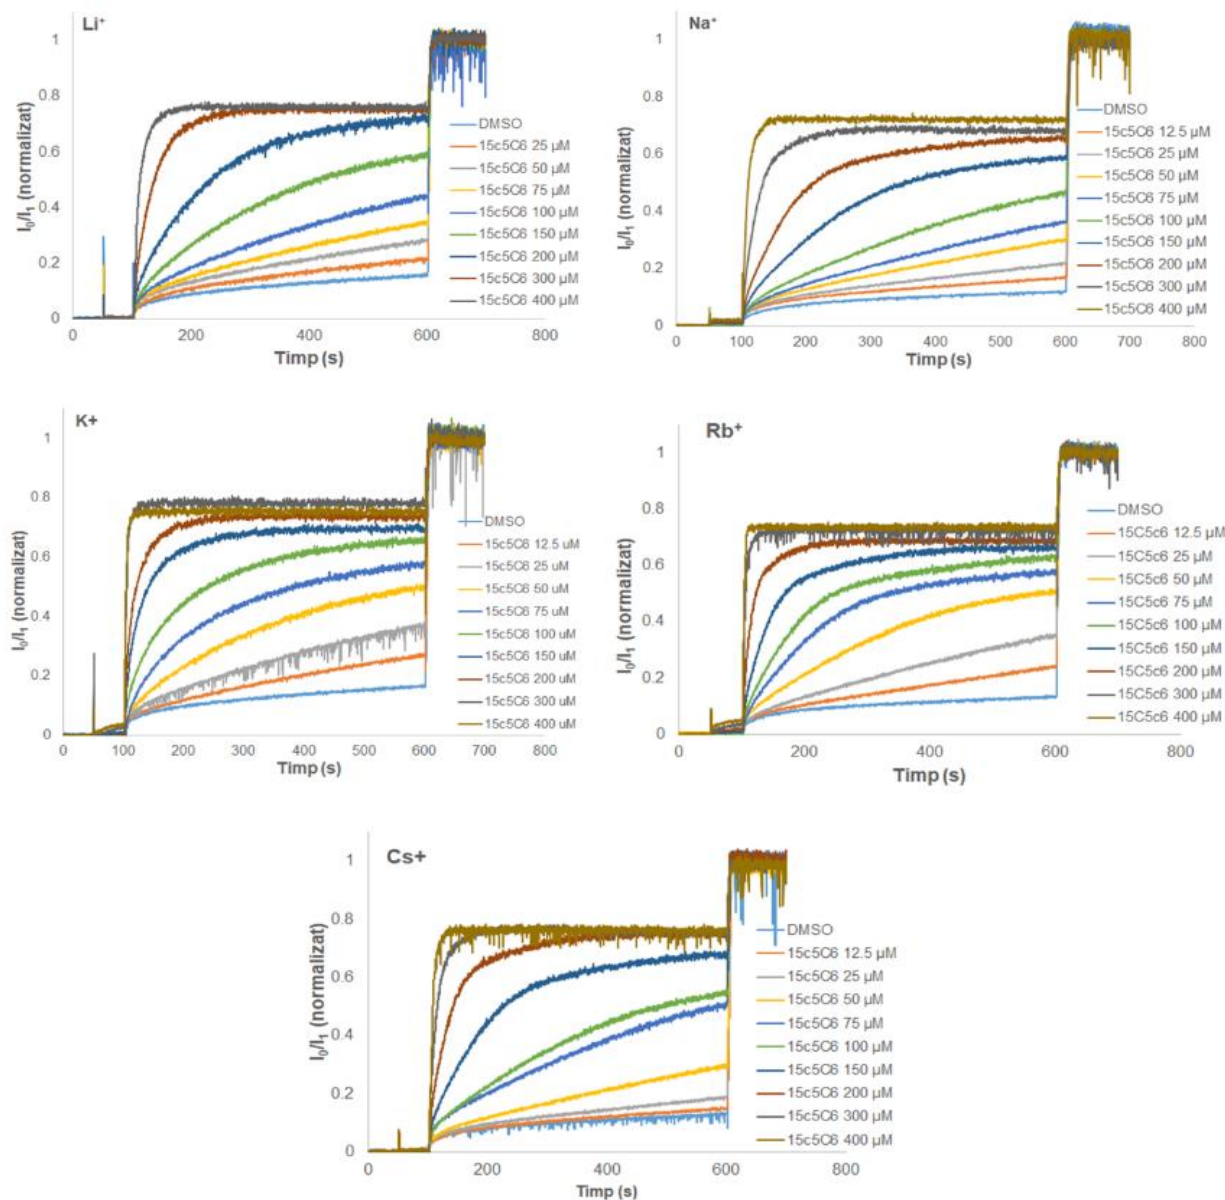 Li⁺
I₀/I₁ (normalizat)
1
0.8
0.6
0.4
0.2
0
0 200 400 600 800
Timp (s)
DMSO
15c5C6 25 µM
15c5C6 50 µM
15c5C6 75 µM
15c5C6 100 µM
15c5C6 150 µM
15c5C6 200 µM
15c5C6 300 µM
15c5C6 400 µM
Na⁺
I₀/I₁ (normalizat)
1
0.8
0.6
0.4
0.2
0
0 100 200 300 400 500 600 700 800
Timp (s)
DMSO
15c5C6 12.5 µM
15c5C6 25 µM
15c5C6 50 µM
15c5C6 75 µM
15c5C6 100 µM
15c5C6 150 µM
15c5C6 200 µM
15c5C6 300 µM
15c5C6 400 µM
K+
I₀/I₁ (normalizat)
1
0.8
0.6
0.4
0.2
0
0 100 200 300 400 500 600 700 800
Timp (s)
DMSO
15c5C6 12.5 uM
15c5C6 25 uM
15c5C6 50 uM
15c5C6 75 uM
15c5C6 100 uM
15c5C6 150 uM
15c5C6 200 uM
15c5C6 300 uM
15c5C6 400 uM
Rb⁺
I₀/I₁ (normalizat)
1
0.8
0.6
0.4
0.2
0
0 200 400 600 800
Timp (s)
DMSO
15C5c6 12.5 µM
15C5c6 25 µM
15C5c6 50 µM
15C5c6 75 µM
15C5c6 100 µM
15C5c6 150 µM
15C5c6 200 µM
15C5c6 300 µM
15C5c6 400 µM
Cs+
I₀/I₁ (normalizat)
1
0.8
0.6
0.4
0.2
0
0 200 400 600 800
Timp (s)
DMSO
15c5C6 12.5 µM
15c5C6 25 µM
15c5C6 50 µM
15c5C6 75 µM
15c5C6 100 µM
15c5C6 150 µM
15c5C6 200 µM
15c5C6 300 µM
15c5C6 400 µM